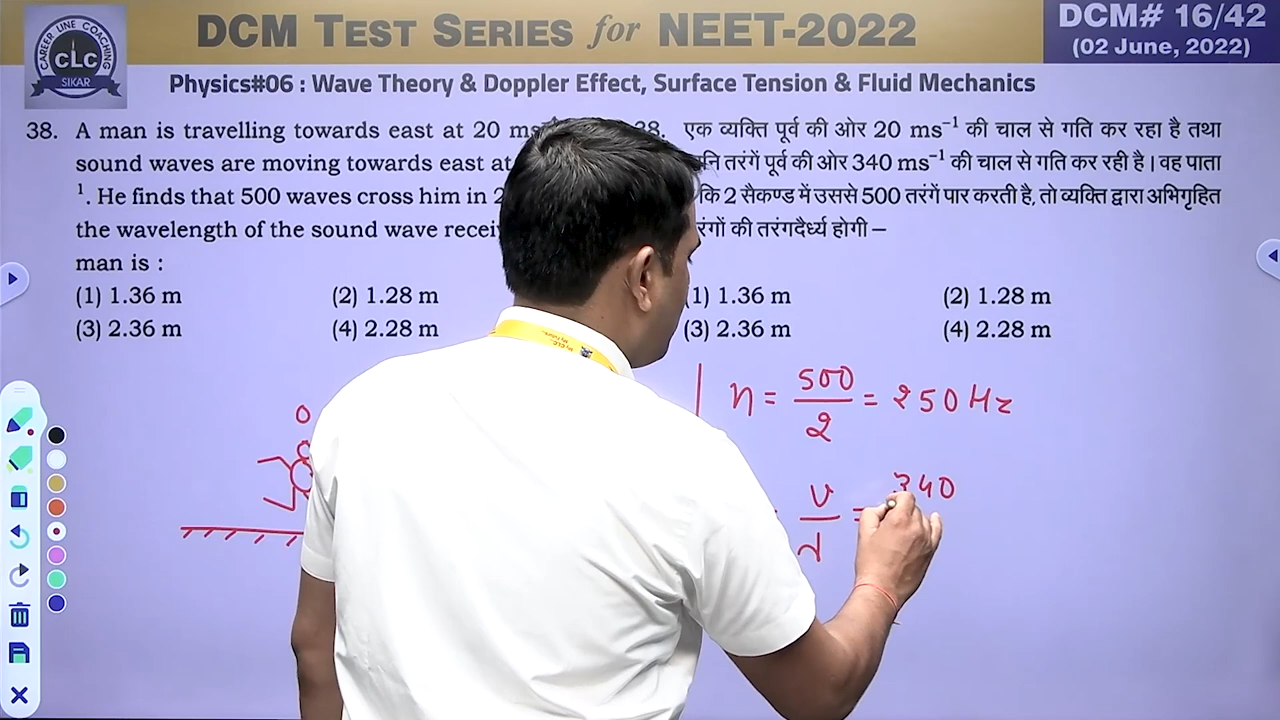 DCM TEST SERIES for NEET-2022
DCM# 16/42
(02 June, 2022)
CAREER LINE COACHING
CLC
SIKAR
Physics#06 : Wave Theory & Doppler Effect, Surface Tension & Fluid Mechanics
38. A man is travelling towards east at 20
sound waves are moving towards east at
1. He finds that 500 waves cross him in
the wavelength of the sound wave
man is :
(1) 1.36 m (2) 1.28 m
(3) 2.36 m (4) 2.28 m
38. एक व्यक्ति पूर्व की ओर 20 ms⁻¹ की चाल से गति कर रहा है तथा
तरंगें पूर्व की ओर 340 ms⁻¹ की चाल से गति कर रही है। वह पाता
कि 2 सैकण्ड में उससे 500 तरंगें पार करती है, तो व्यक्ति द्वारा अभिगृहित
की तरंगदैर्ध्य होगी –
(1) 1.36 m (2) 1.28 m
(3) 2.36 m (4) 2.28 m
O
n = 500/2 = 250 Hz
v/λ = 340